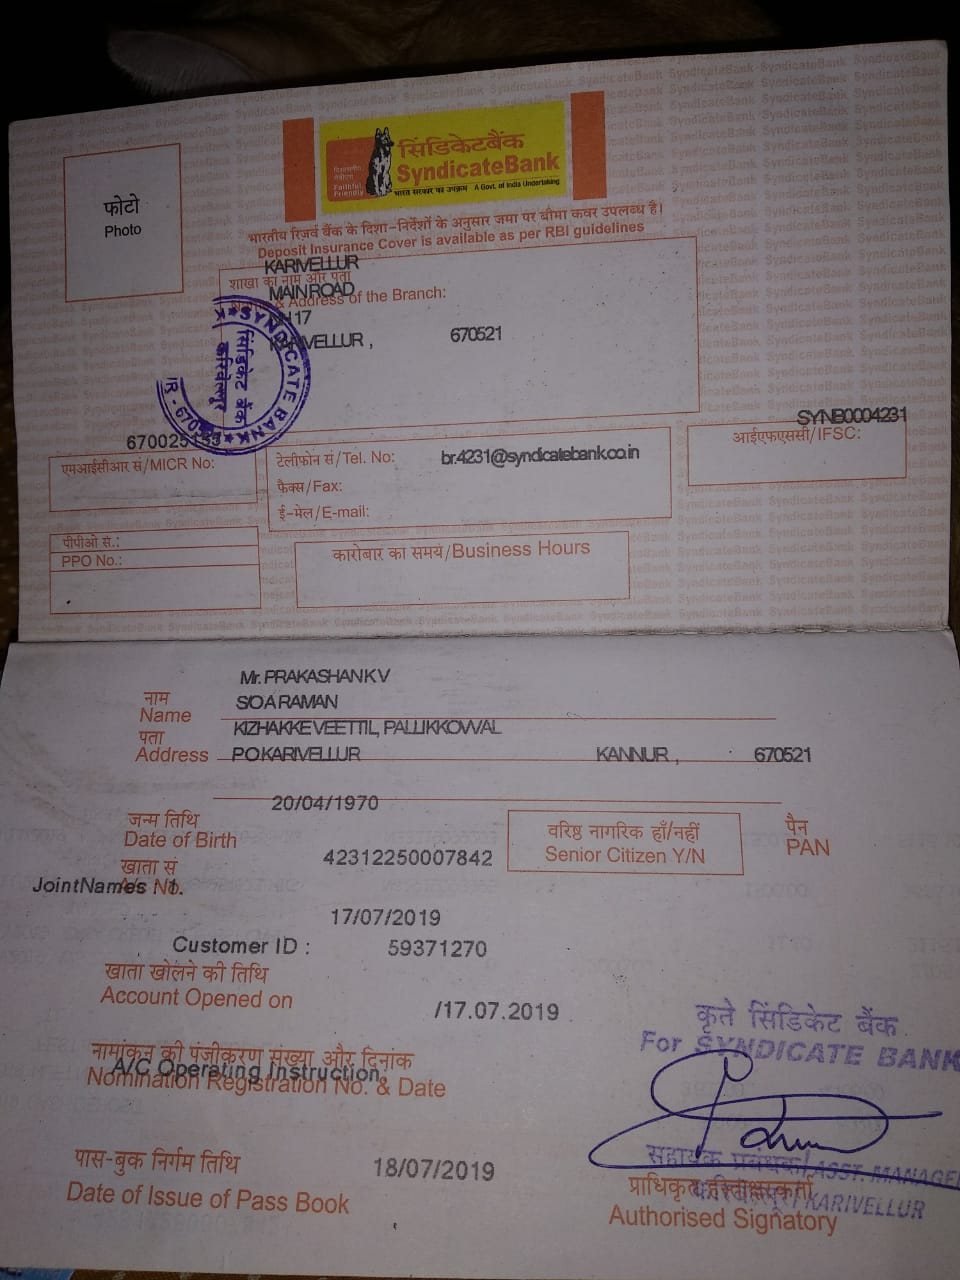 फोटो
Photo
सिंडिकेटबैंक
SyndicateBank
Faithful Friendly
भारत सरकार का उपक्रम A Govt. of India Undertaking
भारतीय रिज़र्व बैंक के दिशा-निर्देशों के अनुसार जमा पर बीमा कवर उपलब्ध है।
Deposit Insurance Cover is available as per RBI guidelines
KARIVELLUR
शाखा का नाम और पता
MAIN ROAD
& Address of the Branch:
17
KARIVELLUR , 670521
SYNDICATE BANK
सिंडिकेट बैंक
करिवेल्लूर
670025153
एमआईसीआर सं/MICR No:
टेलीफोन सं/Tel. No: br.4231@syndicatebank.co.in
फैक्स/Fax:
ई-मेल/E-mail:
SYNB0004231
आईएफएससी/IFSC:
पीपीओ सं.:
PPO No.:
कारोबार का समय/Business Hours
Mr. PRAKASHAN K V
नाम
Name S/O A RAMAN
पता KIZHAKKE VEETTIL, PALLIKKOVVAL
Address P O KARIVELLUR KANNUR , 670521
20/04/1970
जन्म तिथि
Date of Birth
वरिष्ठ नागरिक हाँ/नहीं
Senior Citizen Y/N
पैन
PAN
खाता सं 42312250007842
A/c No.
Joint Names : 1.
17/07/2019
Customer ID : 59371270
खाता खोलने की तिथि
Account Opened on /17.07.2019
नामांकन की पंजीकरण संख्या और दिनांक
A/C Operating Instruction
Nomination Registration No. & Date
कृते सिंडिकेट बैंक
For SYNDICATE BANK
पास-बुक निर्गम तिथि 18/07/2019
Date of Issue of Pass Book
सहायक प्रबंधक/ASST. MANAGER
प्राधिकृत हस्ताक्षरकर्ता
KARIVELLUR
Authorised Signatory